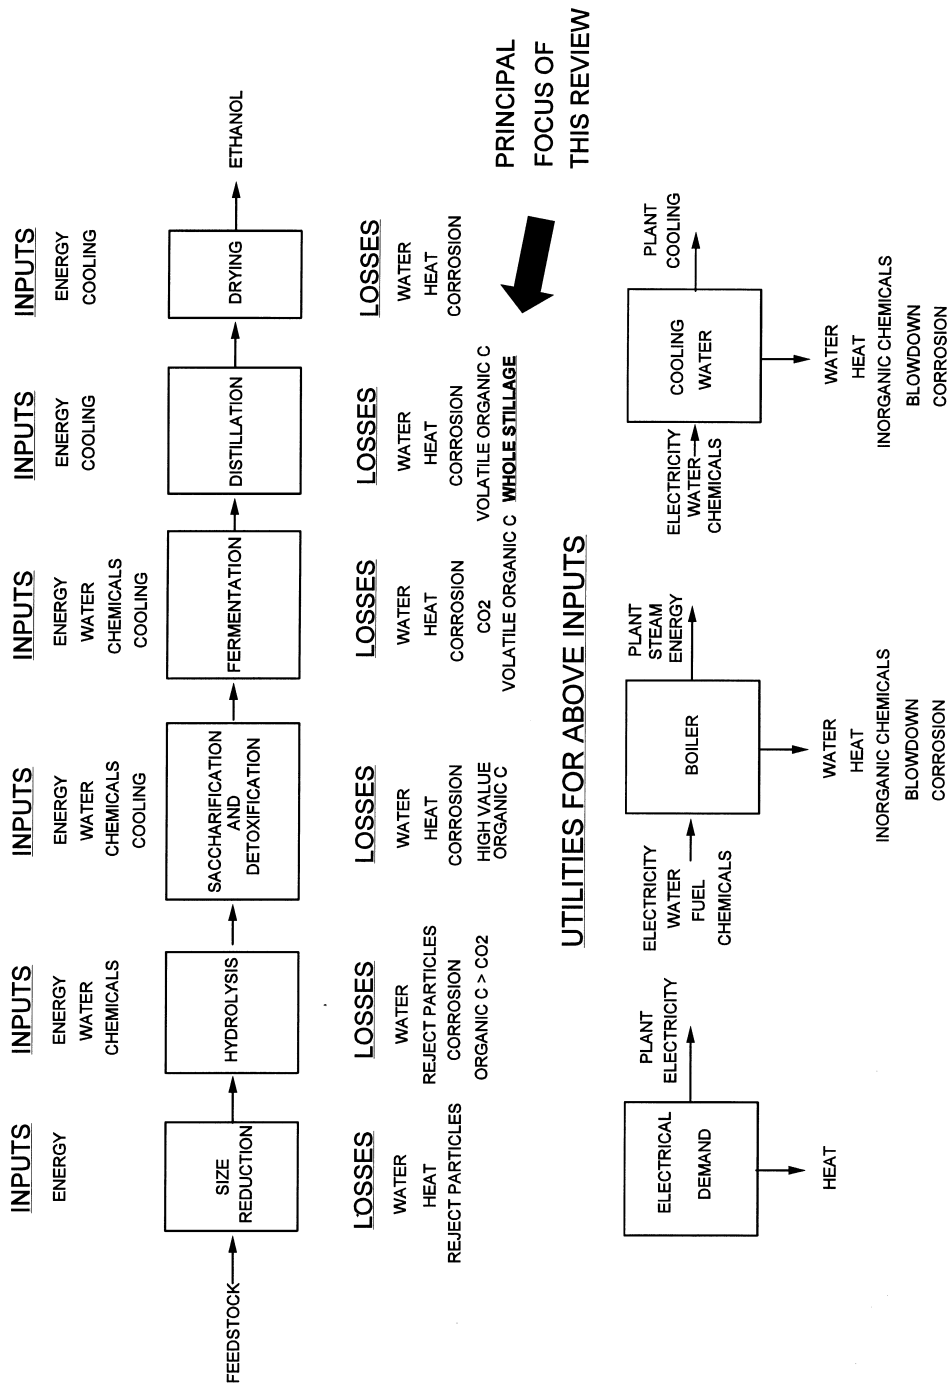 INPUTS
ENERGY
INPUTS
ENERGY
WATER
CHEMICALS
INPUTS
ENERGY
WATER
CHEMICALS
COOLING
INPUTS
ENERGY
WATER
CHEMICALS
COOLING
INPUTS
ENERGY
COOLING
INPUTS
ENERGY
COOLING
FEEDSTOCK
SIZE
REDUCTION
HYDROLYSIS
SACCHARIFICATION
AND
DETOXIFICATION
FERMENTATION
DISTILLATION
DRYING
ETHANOL
LOSSES
WATER
HEAT
REJECT PARTICLES
LOSSES
WATER
REJECT PARTICLES
CORROSION
ORGANIC C > CO2
LOSSES
WATER
HEAT
CORROSION
HIGH VALUE
ORGANIC C
LOSSES
WATER
HEAT
CORROSION
CO2
VOLATILE ORGANIC C
LOSSES
WATER
HEAT
CORROSION
VOLATILE ORGANIC C
WHOLE STILLAGE
LOSSES
WATER
HEAT
CORROSION
PRINCIPAL
FOCUS OF
THIS REVIEW
UTILITIES FOR ABOVE INPUTS
ELECTRICAL
DEMAND
PLANT
ELECTRICITY
HEAT
ELECTRICITY
WATER
FUEL
CHEMICALS
BOILER
PLANT
STEAM
ENERGY
WATER
HEAT
INORGANIC CHEMICALS
BLOWDOWN
CORROSION
ELECTRICITY
WATER
CHEMICALS
COOLING
WATER
PLANT
COOLING
WATER
HEAT
INORGANIC CHEMICALS
BLOWDOWN
CORROSION